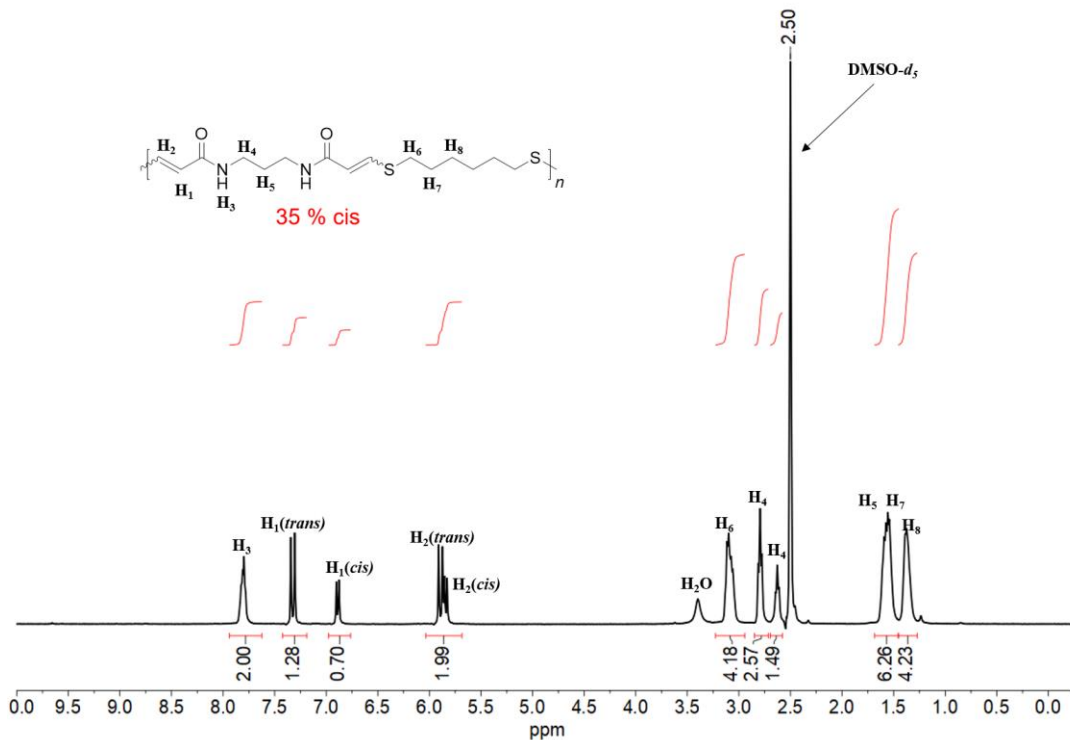 2.50
DMSO-d5
O
O
H2
H4
H8
S
N
N
S
n
H1
H
H5
H
H6
H3
H7
35 % cis
H1(trans)
H3
H1(cis)
H2(trans)
H2(cis)
H2O
H6
H4
H4
H5 H7
H8
2.00
1.28
0.70
1.99
4.18
2.57
1.49
6.26
4.23
9.0 8.5 8.0 7.5 7.0 6.5 6.0 5.5 5.0 4.5 4.0 3.5 3.0 2.5 2.0 1.5 1.0 0.5 0.0
ppm